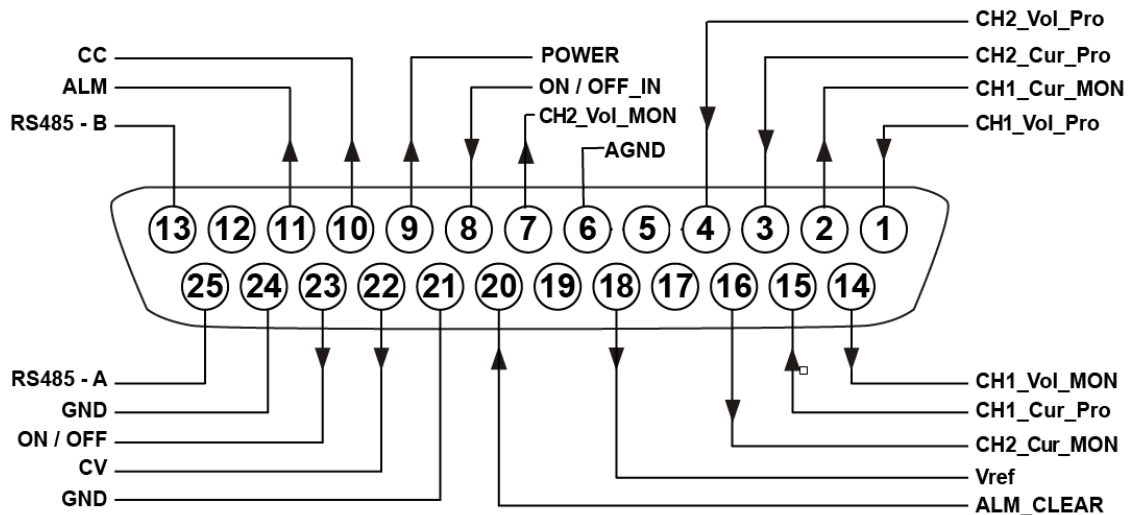 CH2_Vol_Pro
CC
POWER
CH2_Cur_Pro
ALM
ON / OFF_IN
CH1_Cur_MON
RS485 - B
CH2_Vol_MON
CH1_Vol_Pro
AGND
13 12 11 10 9 8 7 6 5 4 3 2 1
25 24 23 22 21 20 19 18 17 16 15 14
RS485 - A
CH1_Vol_MON
GND
CH1_Cur_Pro
ON / OFF
CH2_Cur_MON
CV
Vref
GND
ALM_CLEAR